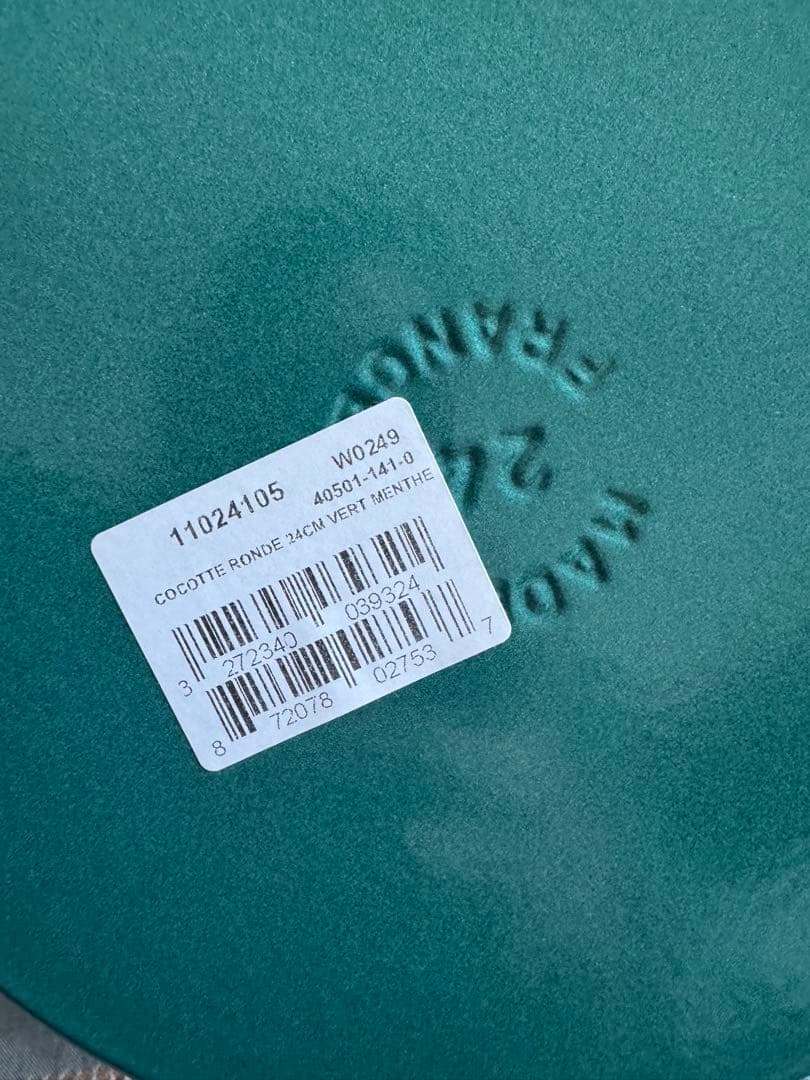 FRANCE
24
MADE
W0249
11024105
40501-141-0
COCOTTE RONDE 24CM VERT MENTHE
3 272340 039324
8 72078 02753 7